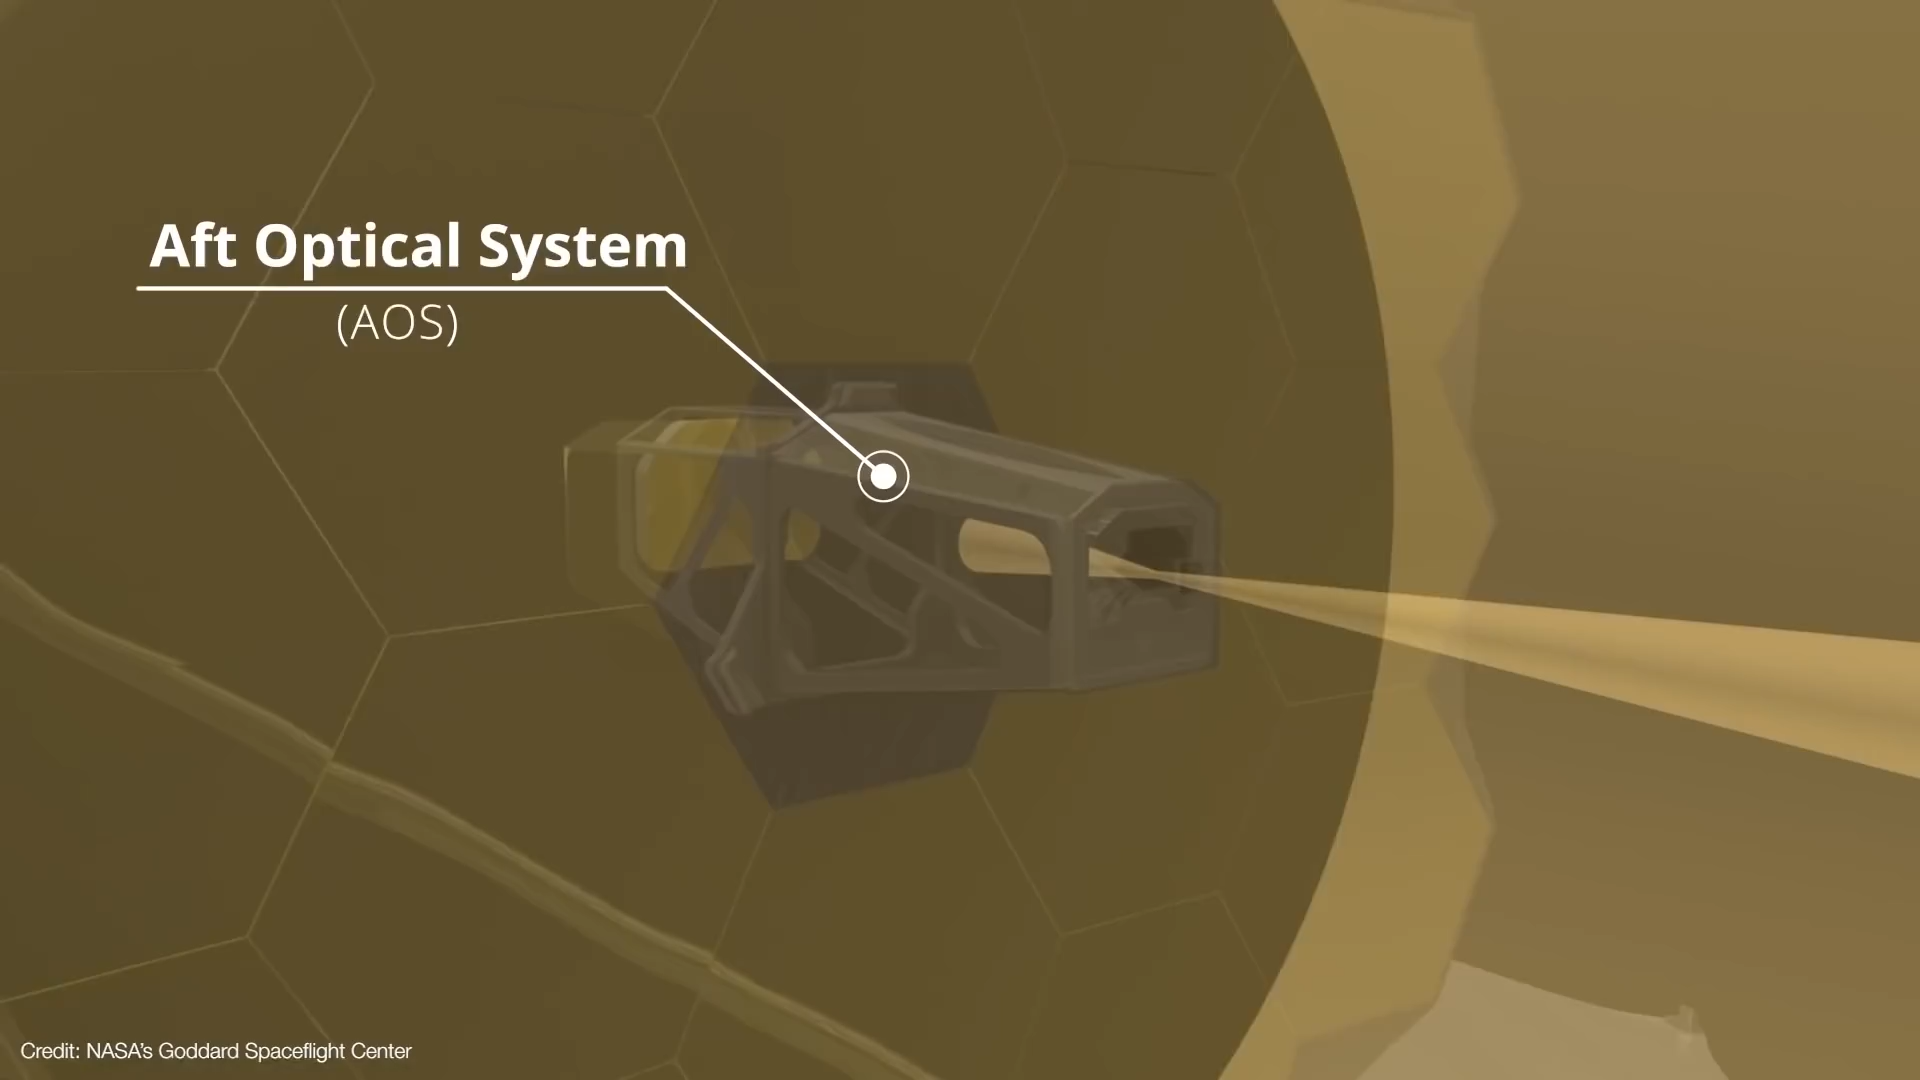 Aft Optical System
(AOS)
Credit: NASA's Goddard Spaceflight Center